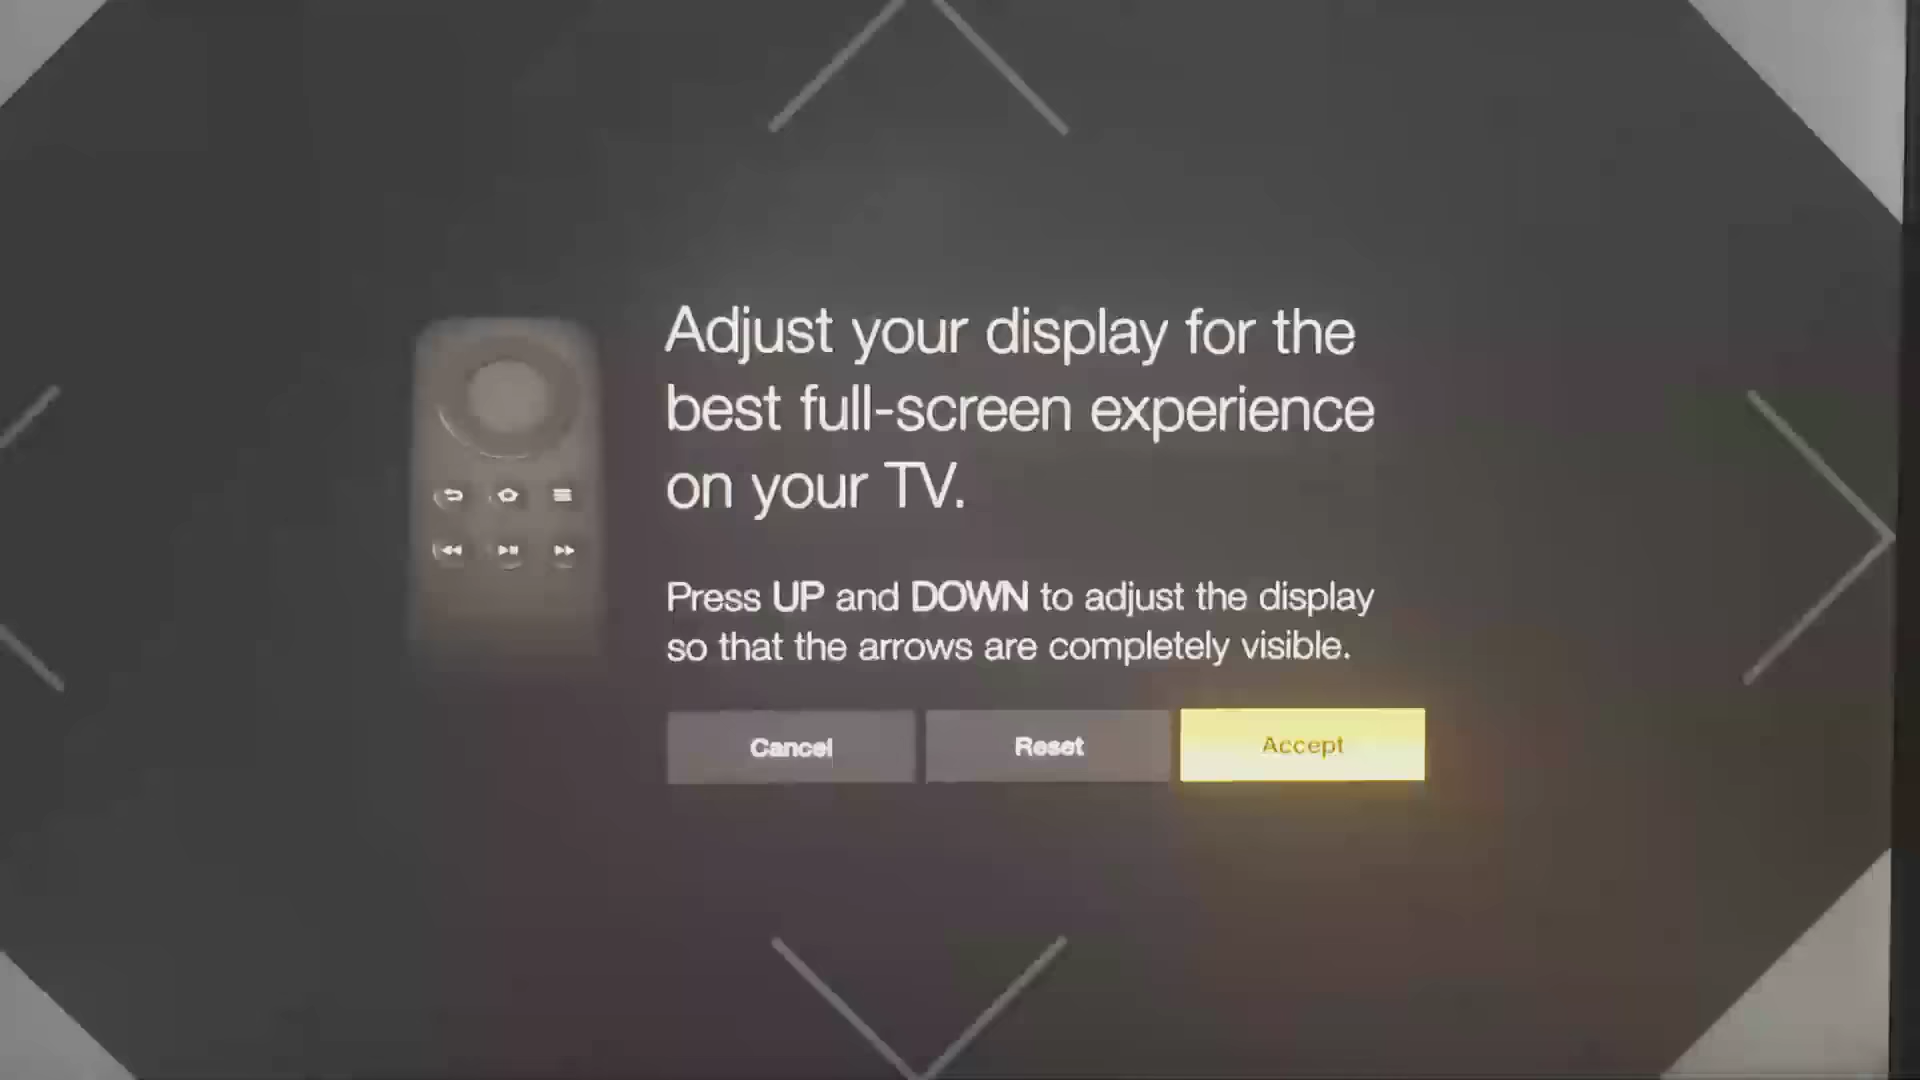 Adjust your display for the
best full-screen experience
on your TV.
Press UP and DOWN to adjust the display
so that the arrows are completely visible.
Cancel Reset Accept